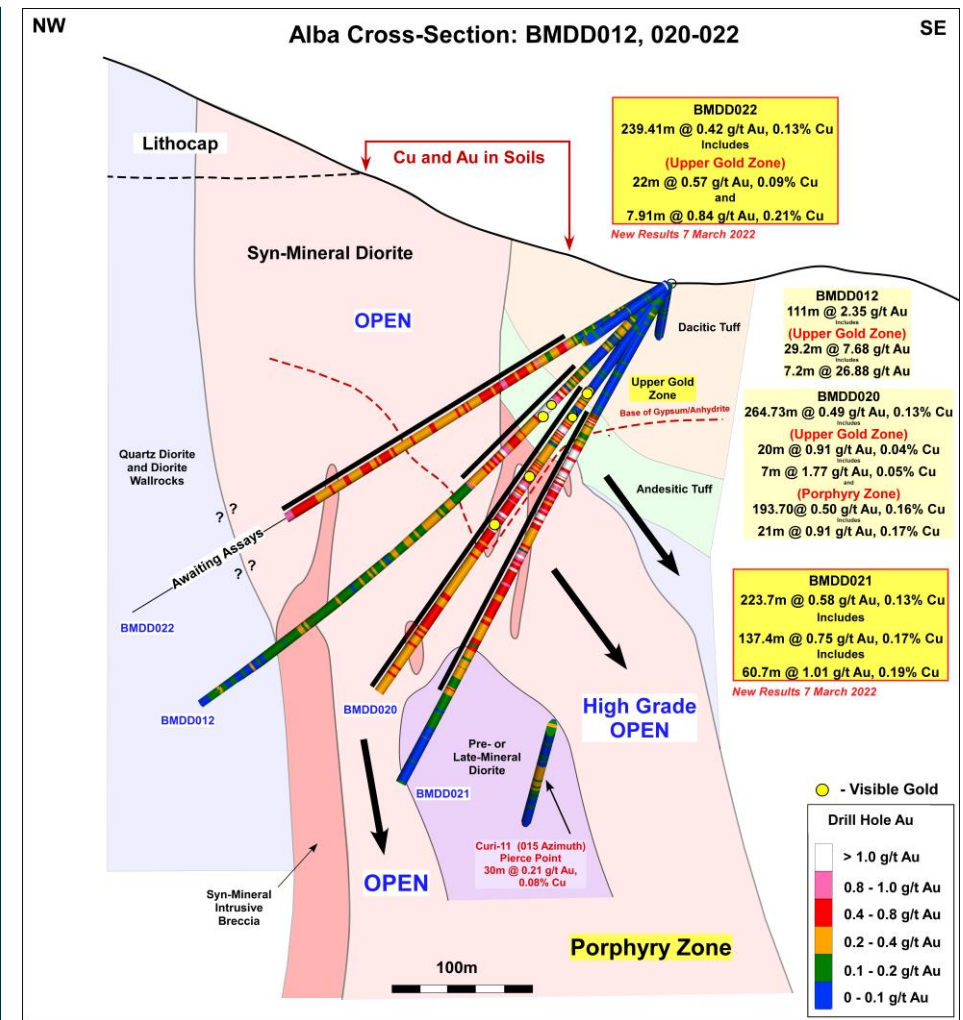 NW
Alba Cross-Section: BMDD012, 020-022
SE
BMDD022
239.41m @ 0.42 g/t Au, 0.13% Cu
Includes
(Upper Gold Zone)
22m @ 0.57 g/t Au, 0.09% Cu
and
7.91m @ 0.84 g/t Au, 0.21% Cu
New Results 7 March 2022
Lithocap
Cu and Au in Soils
Syn-Mineral Diorite
OPEN
BMDD012
111m @ 2.35 g/t Au
Includes
(Upper Gold Zone)
29.2m @ 7.68 g/t Au
Includes
7.2m @ 26.88 g/t Au
Dacitic Tuff
Upper Gold
Zone
Base of Gypsum/Anhydrite
BMDD020
264.73m @ 0.49 g/t Au, 0.13% Cu
Includes
(Upper Gold Zone)
20m @ 0.91 g/t Au, 0.04% Cu
Includes
7m @ 1.77 g/t Au, 0.05% Cu
and
(Porphyry Zone)
193.70@ 0.50 g/t Au, 0.16% Cu
Includes
21m @ 0.91 g/t Au, 0.17% Cu
Quartz Diorite
and Diorite
Wallrocks
Andesitic Tuff
? ?
Awaiting Assays
? ?
BMDD022
BMDD021
223.7m @ 0.58 g/t Au, 0.13% Cu
Includes
137.4m @ 0.75 g/t Au, 0.17% Cu
Includes
60.7m @ 1.01 g/t Au, 0.19% Cu
New Results 7 March 2022
BMDD012
BMDD020
High Grade
OPEN
Pre- or
Late-Mineral
Diorite
BMDD021
Curi-11 (015 Azimuth)
Pierce Point
30m @ 0.21 g/t Au,
0.08% Cu
OPEN
Syn-Mineral
Intrusive
Breccia
Porphyry Zone
100m
- Visible Gold
Drill Hole Au
> 1.0 g/t Au
0.8 - 1.0 g/t Au
0.4 - 0.8 g/t Au
0.2 - 0.4 g/t Au
0.1 - 0.2 g/t Au
0 - 0.1 g/t Au